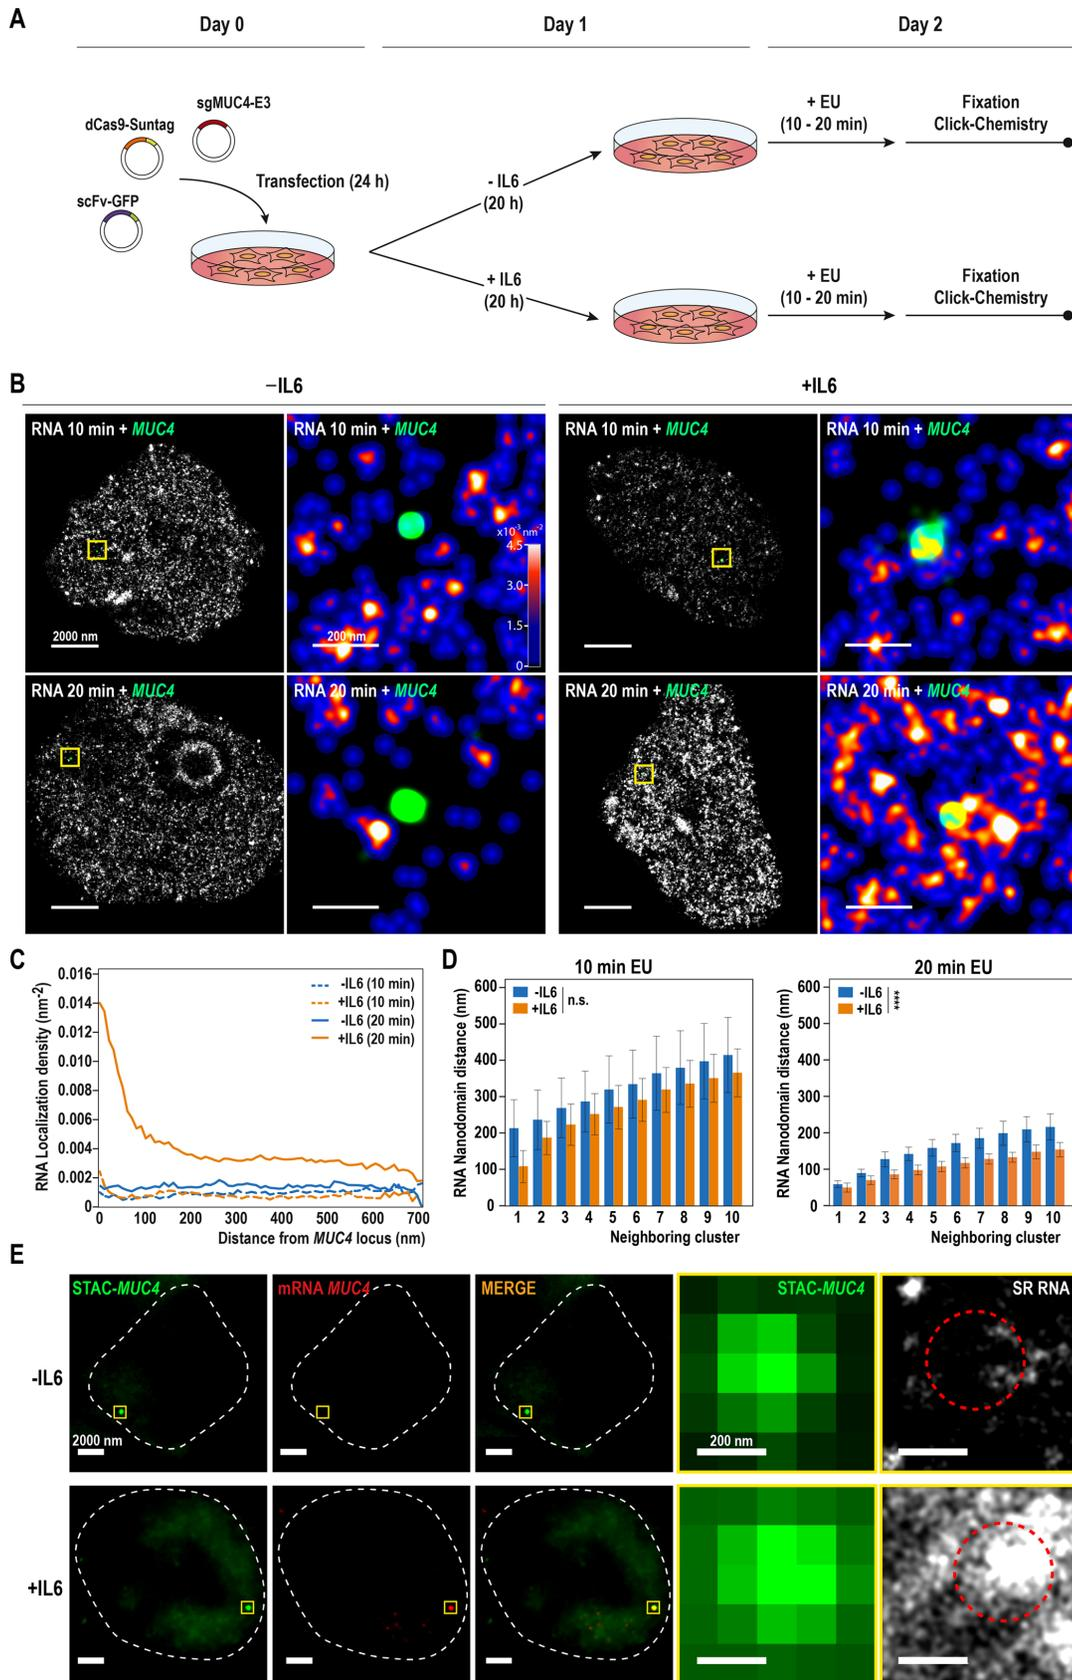 A
Day 0
Day 1
Day 2
sgMUC4-E3
dCas9-Suntag
scFv-GFP
Transfection (24 h)
- IL6
(20 h)
+ IL6
(20 h)
+ EU
(10 - 20 min)
Fixation
Click-Chemistry
+ EU
(10 - 20 min)
Fixation
Click-Chemistry
B
−IL6
+IL6
RNA 10 min + MUC4
2000 nm
RNA 10 min + MUC4
x10⁻³ nm⁻²
4.5
3.0
1.5
0
200 nm
RNA 10 min + MUC4
RNA 10 min + MUC4
RNA 20 min + MUC4
RNA 20 min + MUC4
RNA 20 min + MUC4
RNA 20 min + MUC4
C
RNA Localization density (nm⁻²)
0.016
0.014
0.012
0.010
0.008
0.006
0.004
0.002
0
-IL6 (10 min)
+IL6 (10 min)
-IL6 (20 min)
+IL6 (20 min)
0 100 200 300 400 500 600 700
Distance from MUC4 locus (nm)
D
10 min EU
RNA Nanodomain distance (nm)
600
500
400
300
200
100
0
-IL6
+IL6
n.s.
1 2 3 4 5 6 7 8 9 10
Neighboring cluster
20 min EU
RNA Nanodomain distance (nm)
600
500
400
300
200
100
0
-IL6
+IL6
****
1 2 3 4 5 6 7 8 9 10
Neighboring cluster
E
STAC-MUC4
mRNA MUC4
MERGE
STAC-MUC4
SR RNA
-IL6
2000 nm
200 nm
+IL6